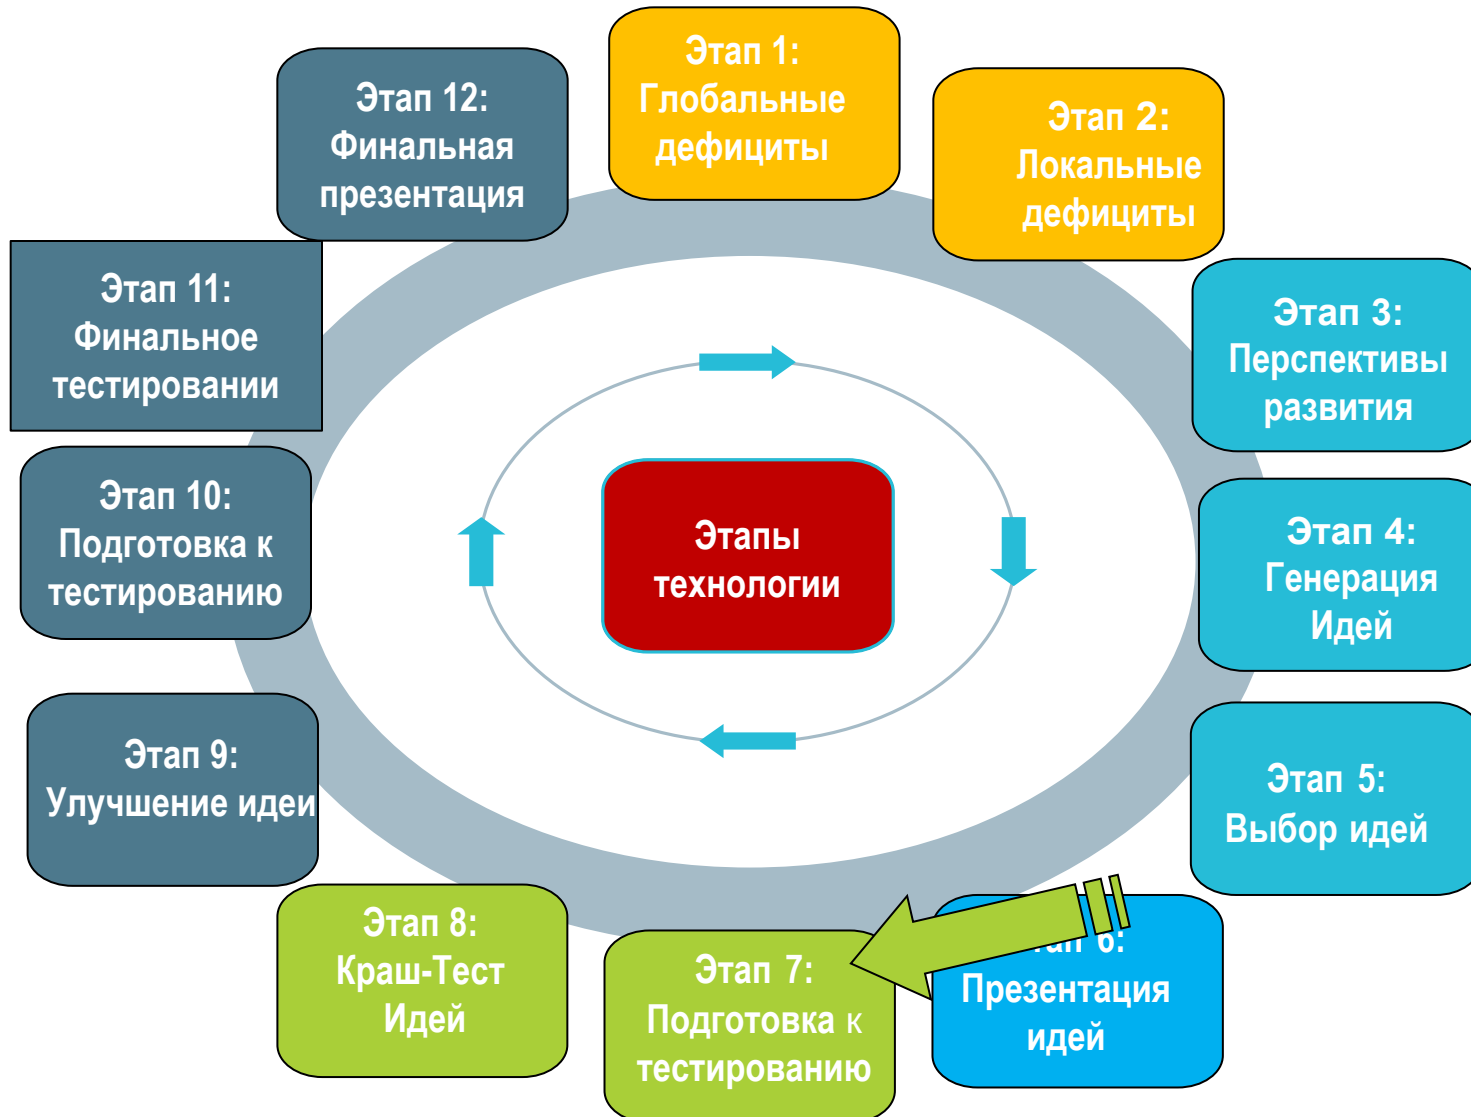 Этап 1:
Глобальные
дефициты
Этап 2:
Локальные
дефициты
Этап 3:
Перспективы
развития
Этап 4:
Генерация
Идей
Этап 5:
Выбор идей
6:
Презентация
идей
Этап 7:
Подготовка к
тестированию
Этап 8:
Краш-Тест
Идей
Этап 9:
Улучшение идеи
Этап 10:
Подготовка к
тестированию
Этап 11:
Финальное
тестировании
Этап 12:
Финальная
презентация
Этапы
технологии